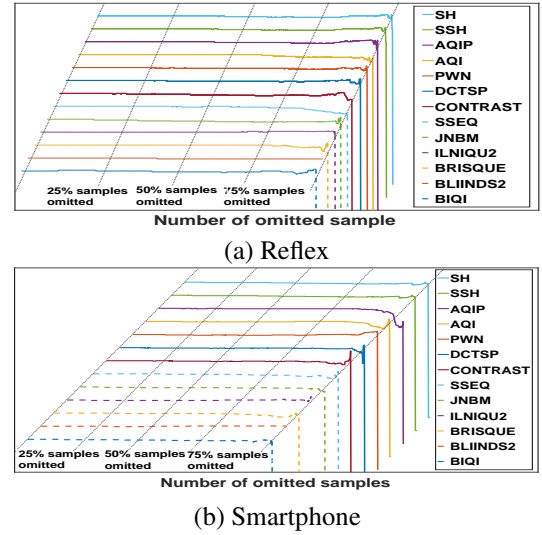 SH
SSH
AQIP
AQI
PWN
DCTSP
CONTRAST
SSEQ
JNBM
ILNIQU2
BRISQUE
BLIINDS2
BIQI
25% samples omitted
50% samples omitted
75% samples omitted
Number of omitted sample
(a) Reflex
SH
SSH
AQIP
AQI
PWN
DCTSP
CONTRAST
SSEQ
JNBM
ILNIQU2
BRISQUE
BLIINDS2
BIQI
25% samples omitted
50% samples omitted
75% samples omitted
Number of omitted samples
(b) Smartphone